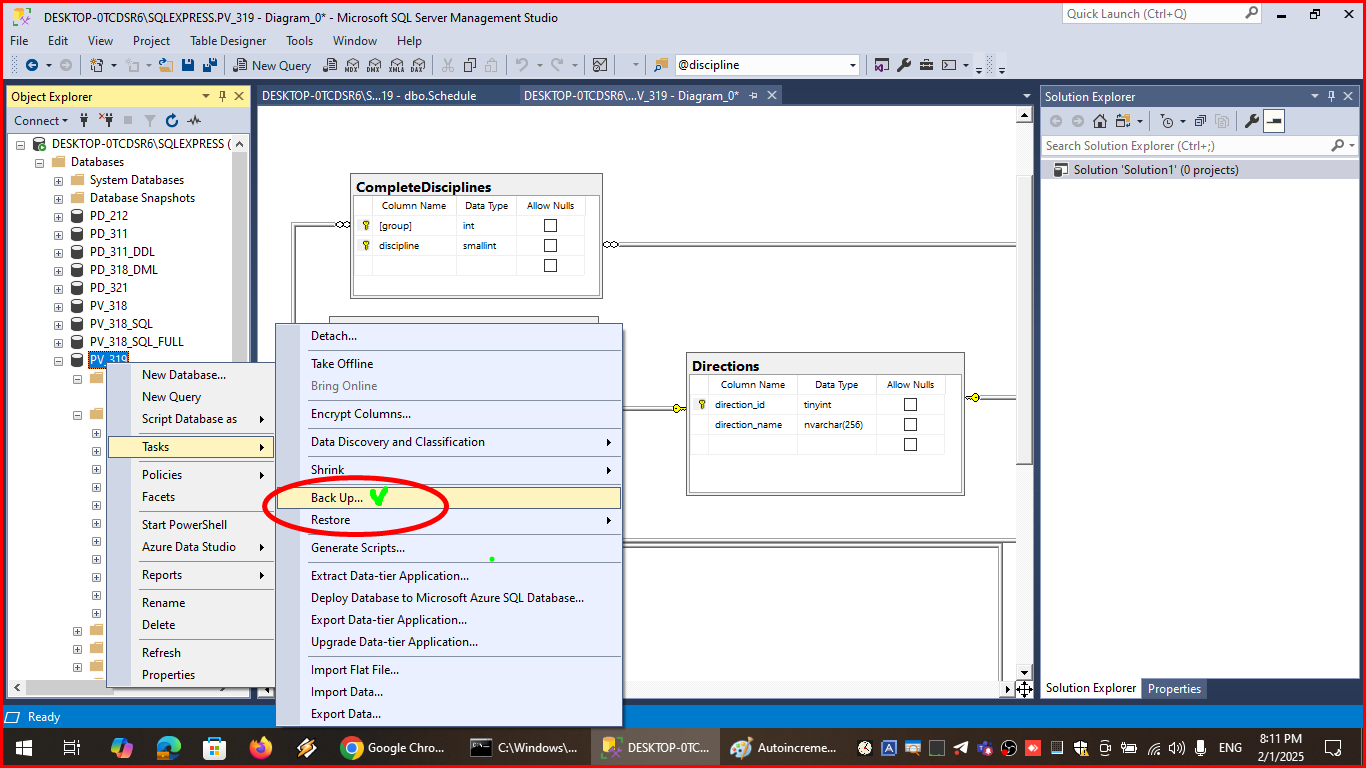 DESKTOP-0TCDSR6\SQLEXPRESS.PV_319 - Diagram_0* - Microsoft SQL Server Management Studio
Quick Launch (Ctrl+Q)
File Edit View Project Table Designer Tools Window Help
New Query
MDX DMX XMLA DAX
@discipline
Object Explorer
Connect
DESKTOP-0TCDSR6\SQLEXPRESS (
Databases
System Databases
Database Snapshots
PD_212
PD_311
PD_311_DDL
PD_318_DML
PD_321
PV_318
PV_318_SQL
PV_318_SQL_FULL
PV_319
New Database...
New Query
Script Database as
Tasks
Policies
Facets
Start PowerShell
Azure Data Studio
Reports
Rename
Delete
Refresh
Properties
Detach...
Take Offline
Bring Online
Encrypt Columns...
Data Discovery and Classification
Shrink
Back Up...
Restore
Generate Scripts...
Extract Data-tier Application...
Deploy Database to Microsoft Azure SQL Database...
Export Data-tier Application...
Upgrade Data-tier Application...
Import Flat File...
Import Data...
Export Data...
DESKTOP-0TCDSR6\S...19 - dbo.Schedule
DESKTOP-0TCDSR6\...V_319 - Diagram_0*
CompleteDisciplines
Column Name Data Type Allow Nulls
[group] int
discipline smallint
Directions
Column Name Data Type Allow Nulls
direction_id tinyint
direction_name nvarchar(256)
Solution Explorer
Search Solution Explorer (Ctrl+;)
Solution 'Solution1' (0 projects)
Solution Explorer Properties
Ready
Google Chro...
C:\Windows\...
DESKTOP-0TC...
Autoincreme...
ENG
8:11 PM
2/1/2025